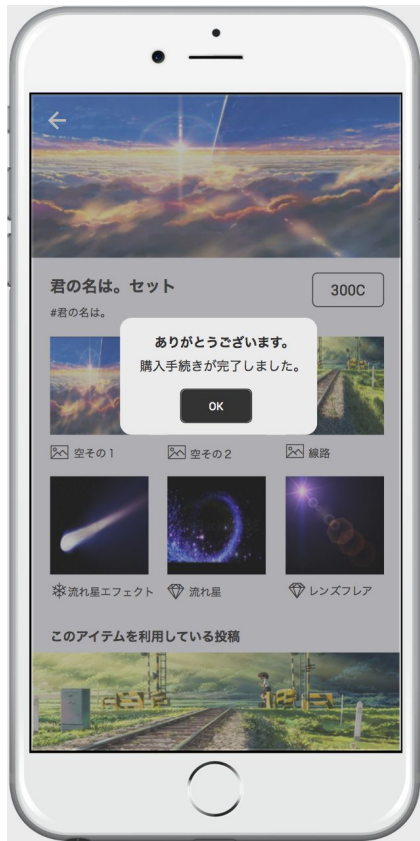 君の名は。セット
300C
#君の名は。
ありがとうございます。
購入手続きが完了しました。
OK
空その1
空その2
線路
流れ星エフェクト
流れ星
レンズフレア
このアイテムを利用している投稿